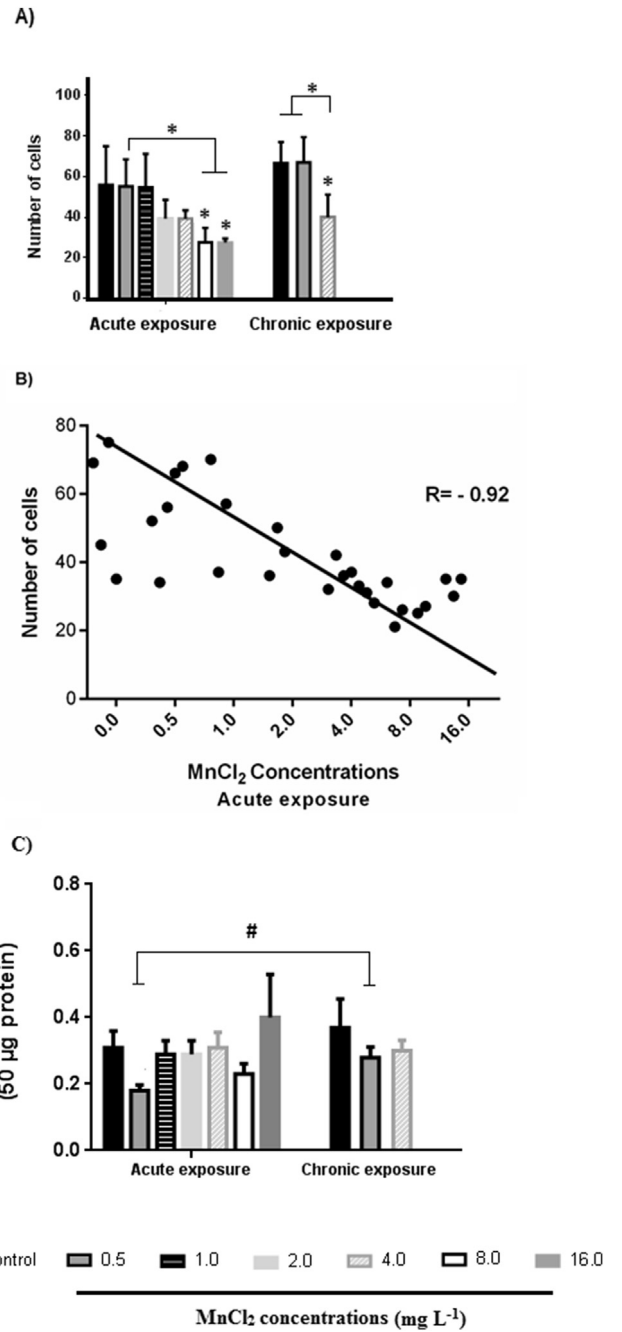 A)
Number of cells
100
80
60
40
20
0
*
*
*
*
*
Acute exposure
Chronic exposure
B)
Number of cells
80
60
40
20
0
R= - 0.92
0.0
0.5
1.0
2.0
4.0
8.0
16.0
MnCl₂ Concentrations
Acute exposure
C)
(50 µg protein)
0.8
0.6
0.4
0.2
0.0
#
Acute exposure
Chronic exposure
ontrol 0.5 1.0 2.0 4.0 8.0 16.0
MnCl₂ concentrations (mg L⁻¹)